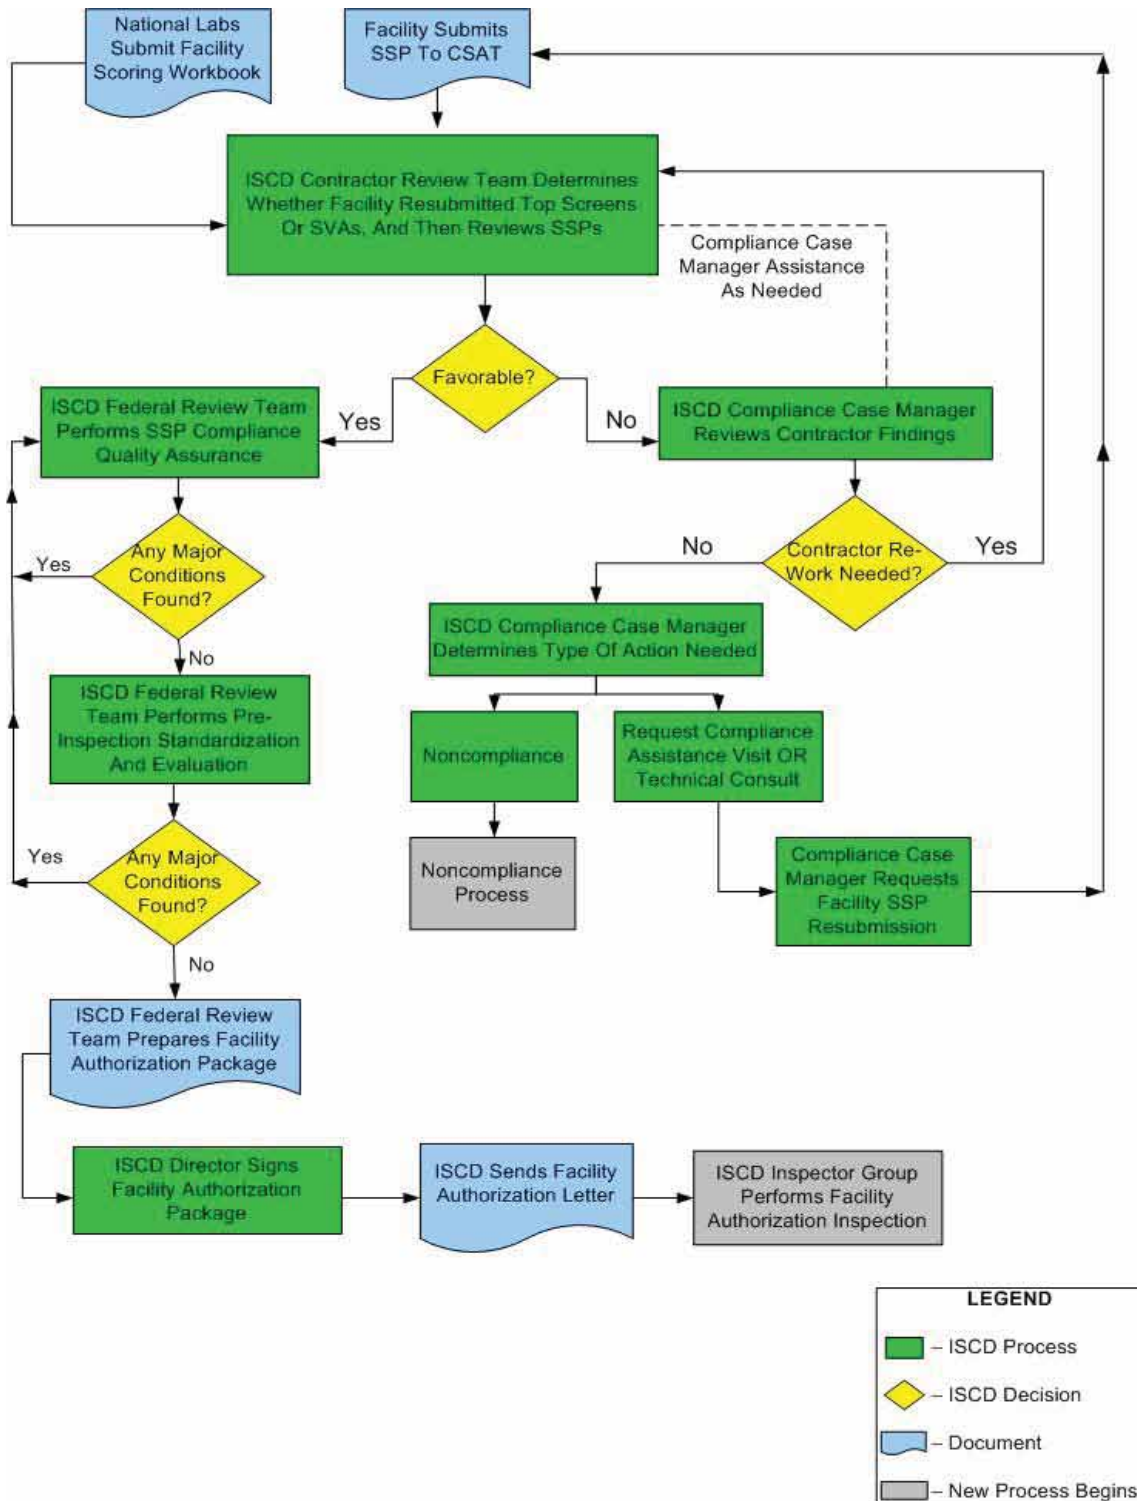 National Labs
Submit Facility
Scoring Workbook
Facility Submits
SSP To CSAT
ISCD Contractor Review Team Determines
Whether Facility Resubmitted Top Screens
Or SVAs, And Then Reviews SSPs
Compliance Case
Manager Assistance
As Needed
Favorable?
Yes
No
ISCD Federal Review Team
Performs SSP Compliance
Quality Assurance
ISCD Compliance Case Manager
Reviews Contractor Findings
Any Major
Conditions
Found?
Yes
No
Contractor Re-
Work Needed?
No
Yes
ISCD Compliance Case Manager
Determines Type Of Action Needed
ISCD Federal Review
Team Performs Pre-
Inspection Standardization
And Evaluation
Noncompliance
Request Compliance
Assistance Visit OR
Technical Consult
Any Major
Conditions
Found?
Yes
No
Noncompliance
Process
Compliance Case
Manager Requests
Facility SSP
Resubmission
ISCD Federal Review
Team Prepares Facility
Authorization Package
ISCD Director Signs
Facility Authorization
Package
ISCD Sends Facility
Authorization Letter
ISCD Inspector Group
Performs Facility
Authorization Inspection
LEGEND
– ISCD Process
– ISCD Decision
– Document
– New Process Begins